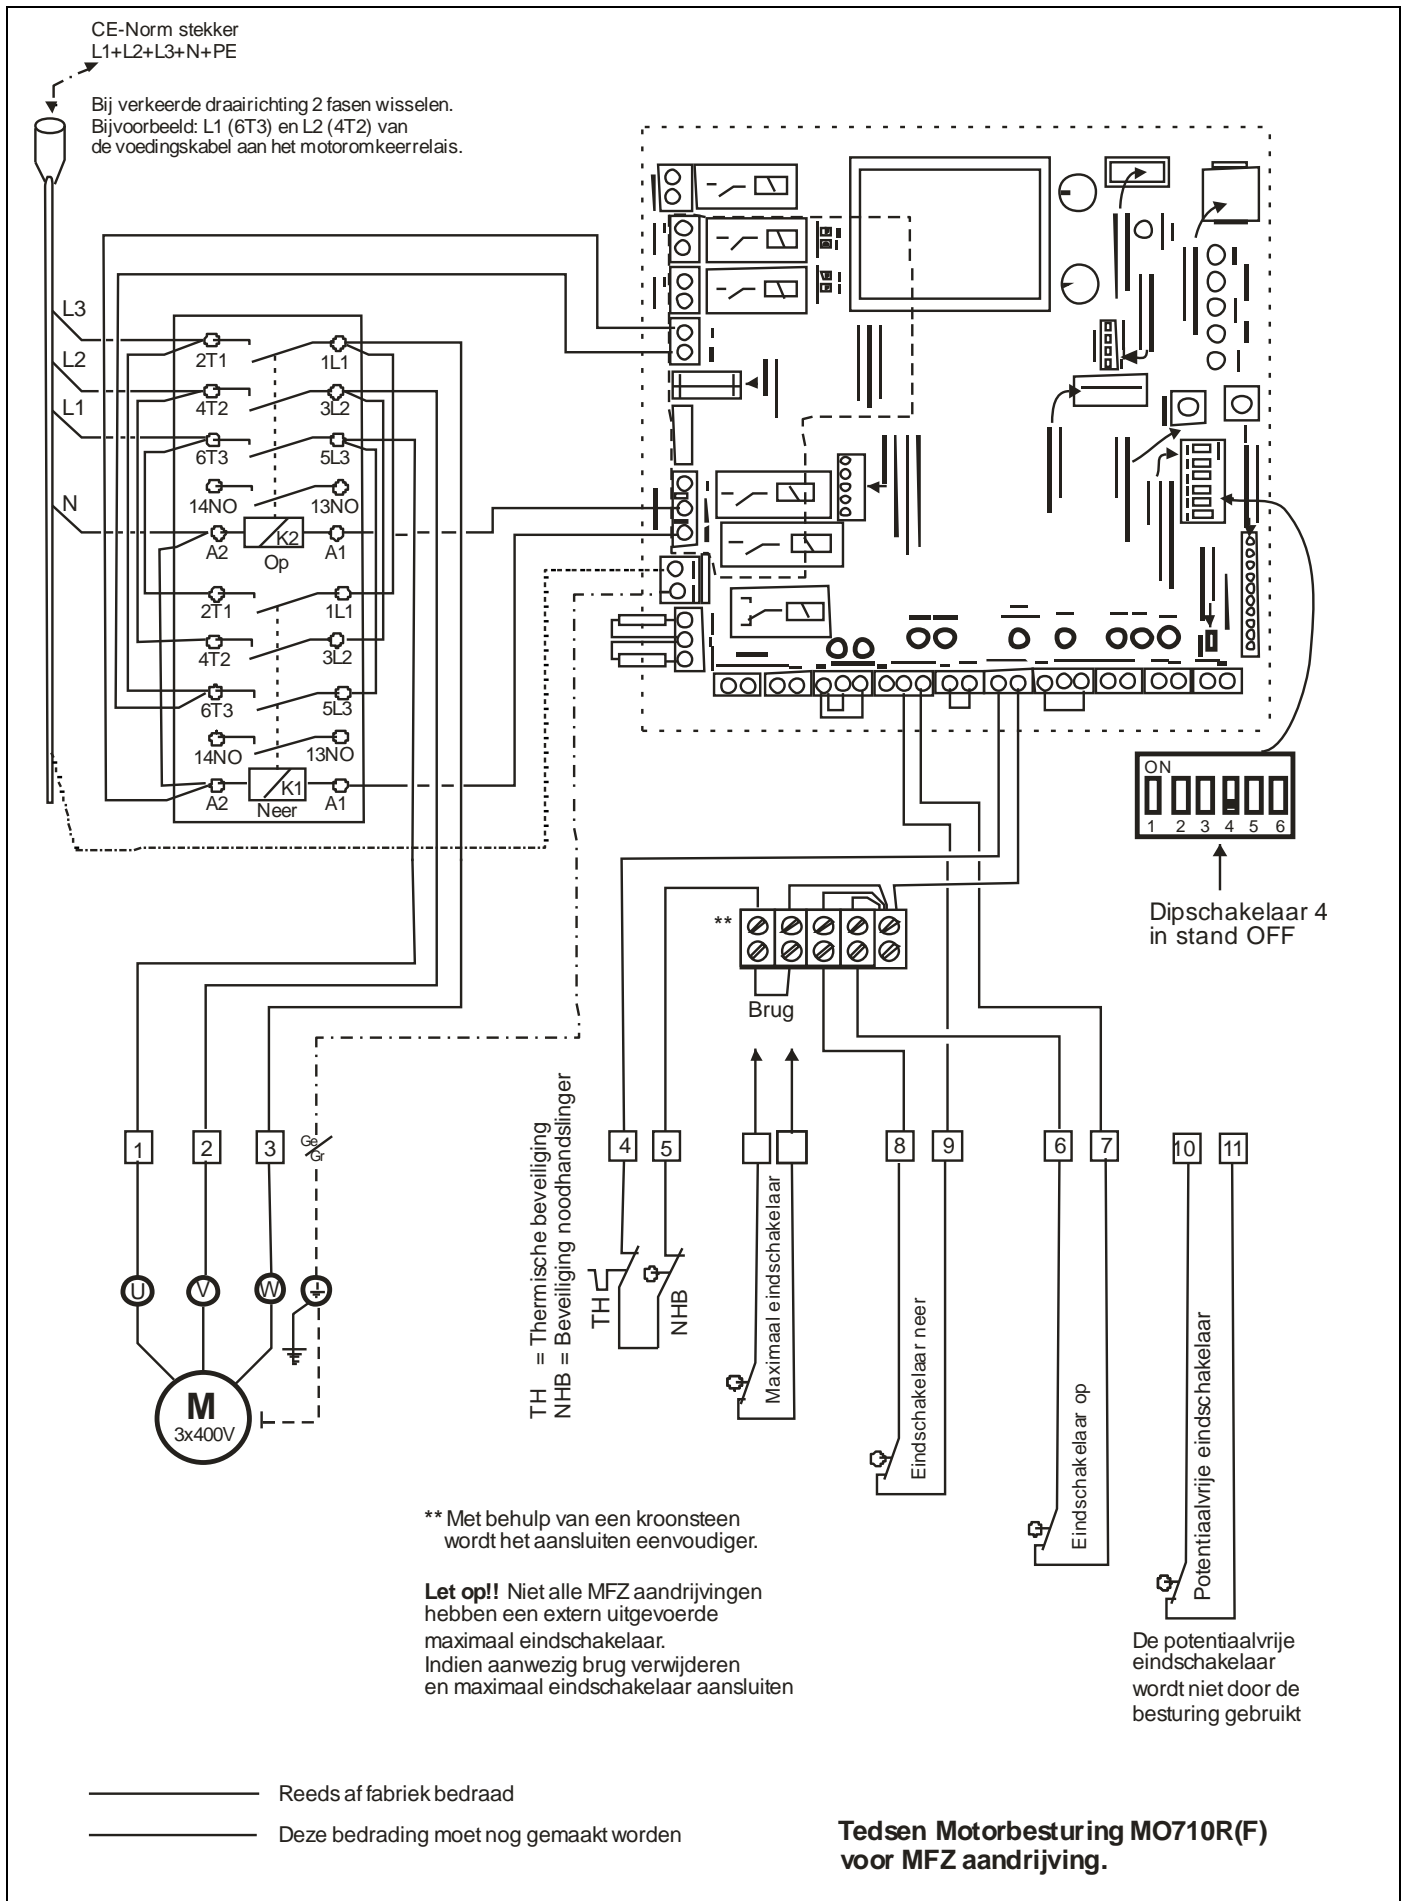 CE-Norm stekker
L1+L2+L3+N+PE
Bij verkeerde draairichting 2 fasen wisselen.
Bijvoorbeeld: L1 (6T3) en L2 (4T2) van
de voedingskabel aan het motoromkeerrelais.
L3
L2
L1
N
2T1
1L1
4T2
3L2
6T3
5L3
14NO
13NO
A2
K2
A1
Op
2T1
1L1
4T2
3L2
6T3
5L3
14NO
13NO
A2
K1
A1
Neer
ON
1 2 3 4 5 6
Dipschakelaar 4
in stand OFF
**
Brug
1
2
3
Ge/Gr
4
5
8
9
6
7
10
11
TH = Thermische beveiliging
NHB = Beveiliging noodhandslinger
TH
NHB
Maximaal eindschakelaar
Eindschakelaar neer
Eindschakelaar op
Potentiaalvrije eindschakelaar
U
V
W
M
3x400V
** Met behulp van een kroonsteen
wordt het aansluiten eenvoudiger.
Let op!! Niet alle MFZ aandrijvingen
hebben een extern uitgevoerde
maximaal eindschakelaar.
Indien aanwezig brug verwijderen
en maximaal eindschakelaar aansluiten
De potentiaalvrije
eindschakelaar
wordt niet door de
besturing gebruikt
Reeds af fabriek bedraad
Deze bedrading moet nog gemaakt worden
Tedsen Motorbesturing MO710R(F)
voor MFZ aandrijving.